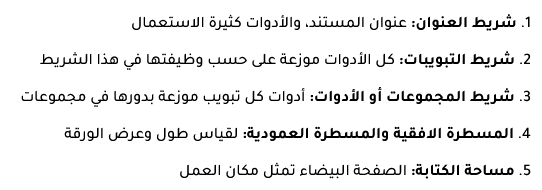 1. شريط العنوان: عنوان المستند، والأدوات كثيرة الاستعمال
2. شريط التبويبات: كل الأدوات موزعة على حسب وظيفتها في هذا الشريط
3. شريط المجموعات أو الأدوات: أدوات كل تبويب موزعة بدورها في مجموعات
4. المسطرة الافقية والمسطرة العمودية: لقياس طول وعرض الورقة
5. مساحة الكتابة: الصفحة البيضاء تمثل مكان العمل